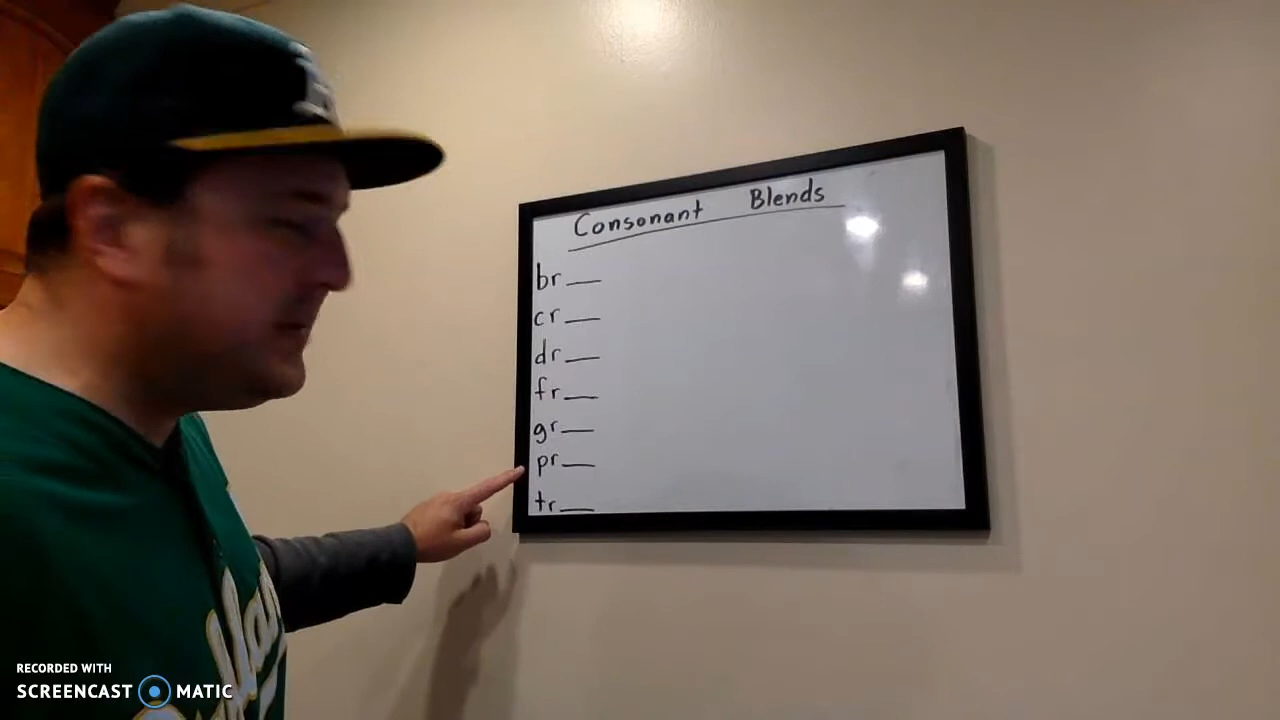 Consonant Blends
br__
cr__
dr__
fr__
gr__
pr__
tr__
RECORDED WITH
SCREENCAST MATIC